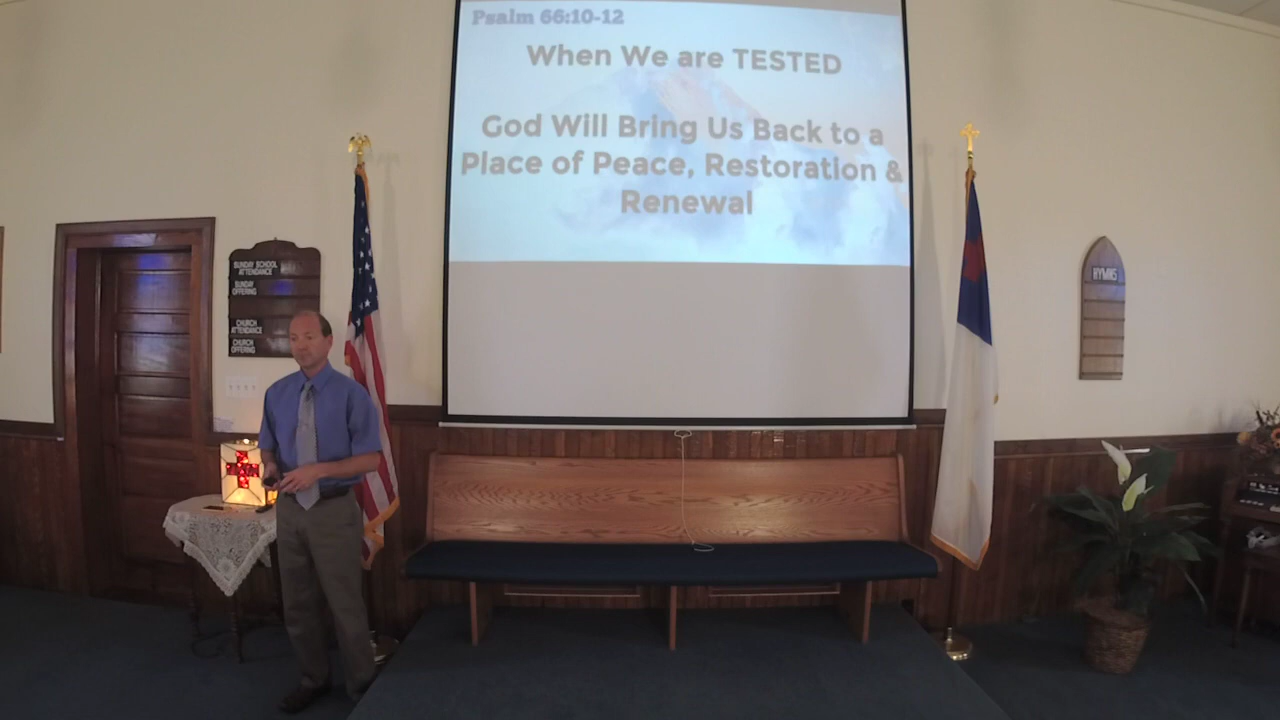 Psalm 66:10-12
When We are TESTED
God Will Bring Us Back to a
Place of Peace, Restoration &
Renewal
SUNDAY SCHOOL
ATTENDANCE
SUNDAY
OFFERING
CHURCH
ATTENDANCE
CHURCH
OFFERING
HYMNS